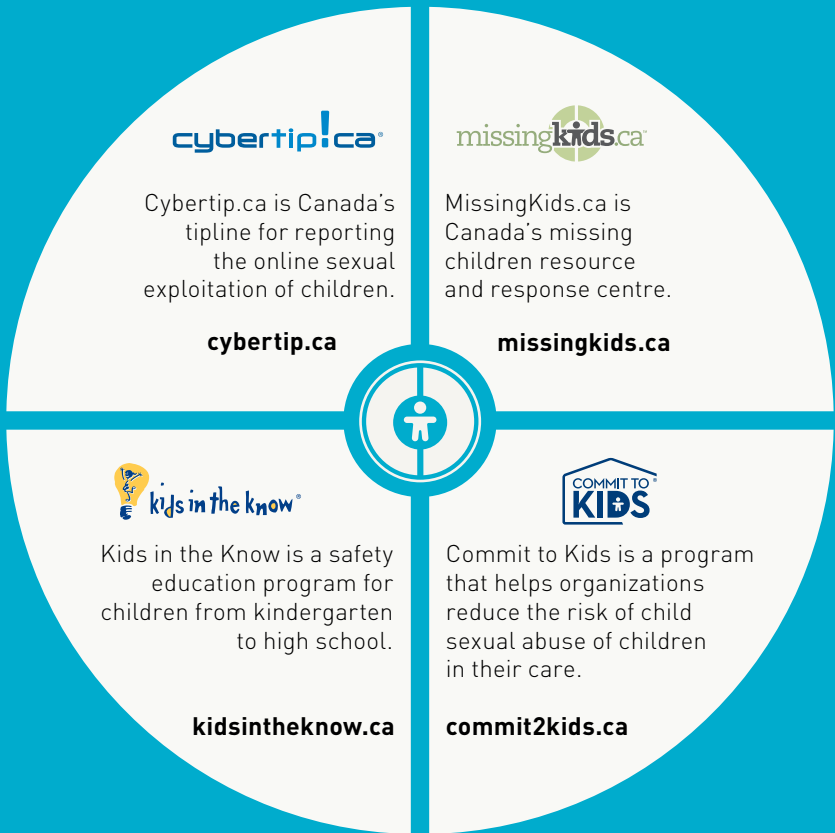 cybertip!ca®
Cybertip.ca is Canada's
tipline for reporting
the online sexual
exploitation of children.
cybertip.ca
missingkids.ca™
MissingKids.ca is
Canada's missing
children resource
and response centre.
missingkids.ca
kids in the know®
Kids in the Know is a safety
education program for
children from kindergarten
to high school.
kidsintheknow.ca
COMMIT TO®
KIDS
Commit to Kids is a program
that helps organizations
reduce the risk of child
sexual abuse of children
in their care.
commit2kids.ca